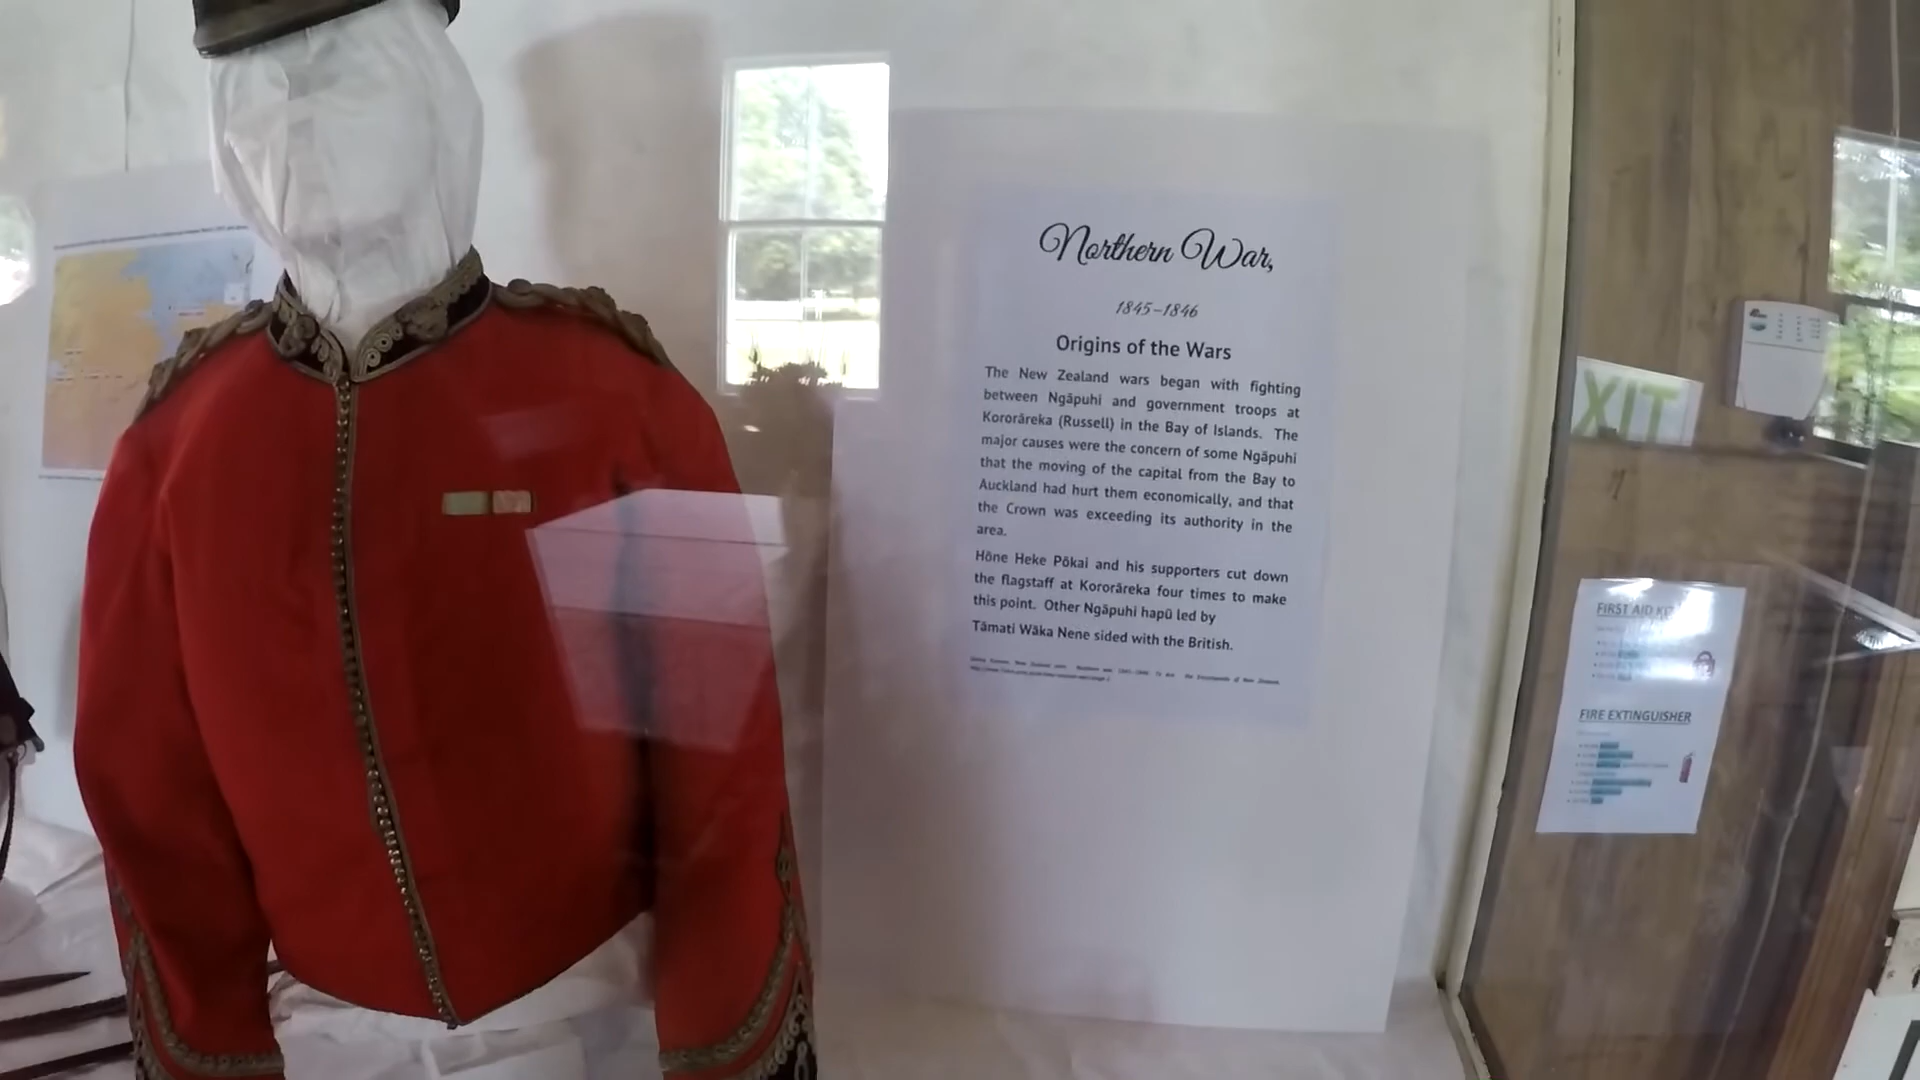 Northern War,
1845–1846
Origins of the Wars
The New Zealand wars began with fighting
between Ngāpuhi and government troops at
Kororāreka (Russell) in the Bay of Islands. The
major causes were the concern of some Ngāpuhi
that the moving of the capital from the Bay to
Auckland had hurt them economically, and that
the Crown was exceeding its authority in the
area.
Hōne Heke Pōkai and his supporters cut down
the flagstaff at Kororāreka four times to make
this point. Other Ngāpuhi hapū led by
Tāmati Wāka Nene sided with the British.
XIT
FIRST AID
FIRE EXTINGUISHER